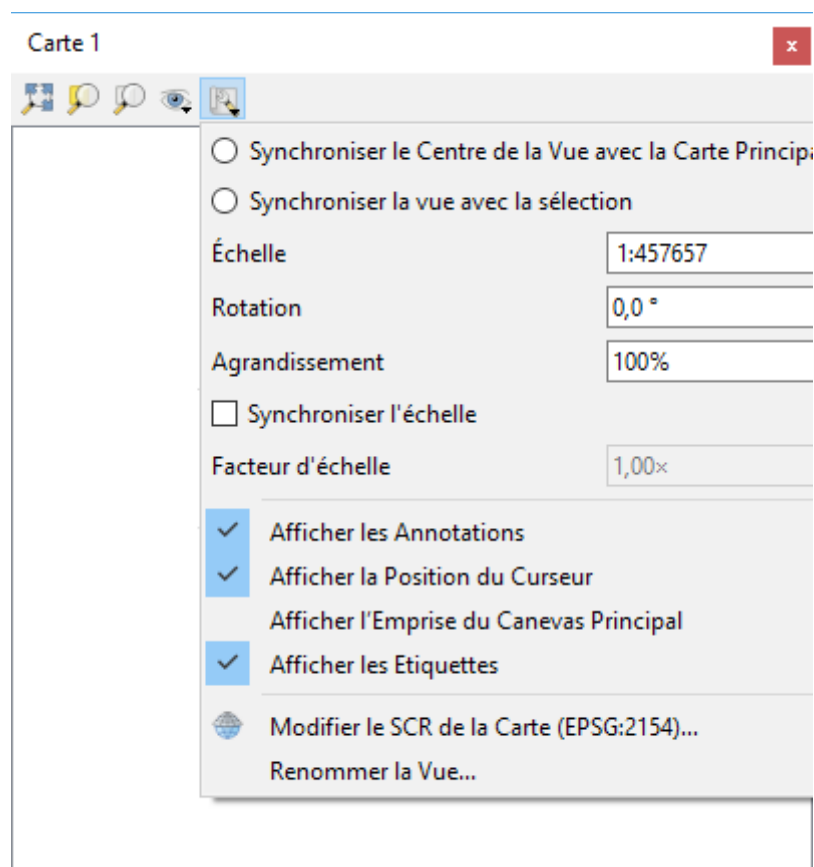 Carte 1
Synchroniser le Centre de la Vue avec la Carte
Synchroniser la vue avec la sélection
Échelle 1:457657
Rotation 0,0 °
Agrandissement 100%
Synchroniser l'échelle
Facteur d'échelle 1,00×
Afficher les Annotations
Afficher la Position du Curseur
Afficher l'Emprise du Canevas Principal
Afficher les Etiquettes
Modifier le SCR de la Carte (EPSG:2154)...
Renommer la Vue...